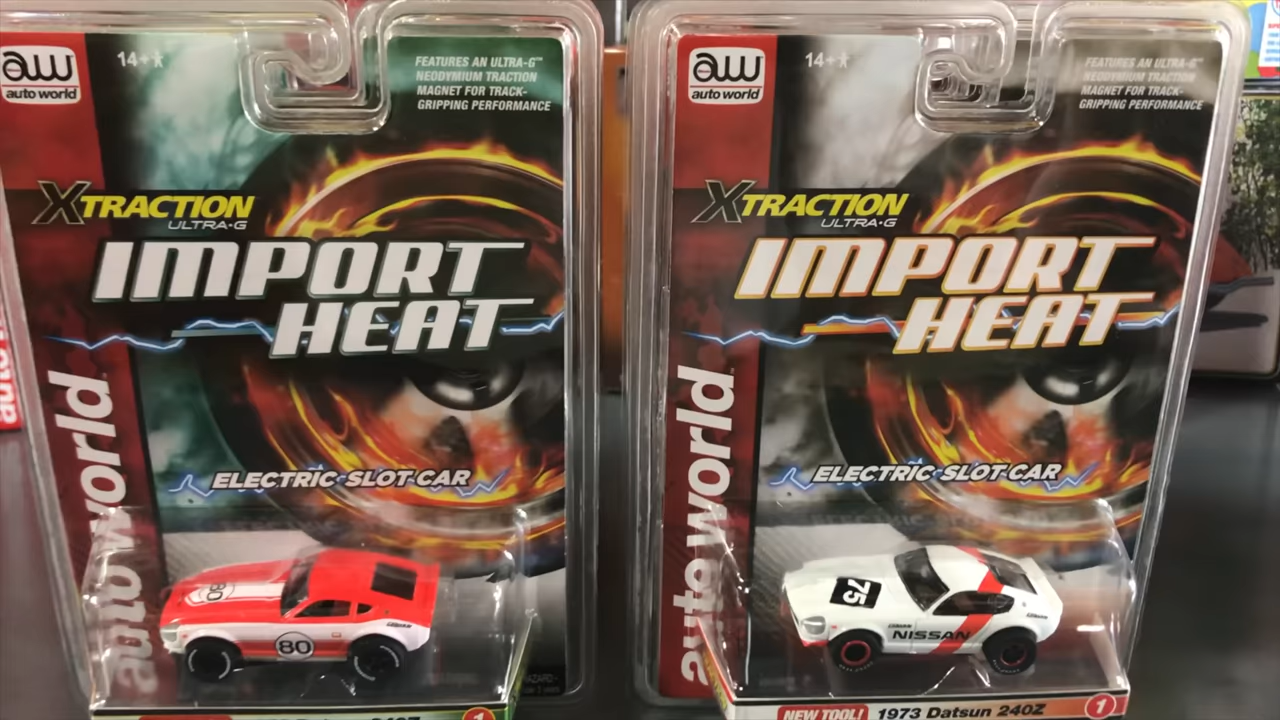 aw
auto world
14+
FEATURES AN ULTRA-G™
NEODYMIUM TRACTION
MAGNET FOR TRACK-
GRIPPING PERFORMANCE
XTRACTION
ULTRA-G
IMPORT
HEAT
auto world
ELECTRIC SLOT CAR
80
80
240Z
1
aw
auto world
14+
FEATURES AN ULTRA-G™
NEODYMIUM TRACTION
MAGNET FOR TRACK-
GRIPPING PERFORMANCE
XTRACTION
ULTRA-G
IMPORT
HEAT
auto world
ELECTRIC SLOT CAR
75
NISSAN
NEW TOOL!
1973 Datsun 240Z
1
auto